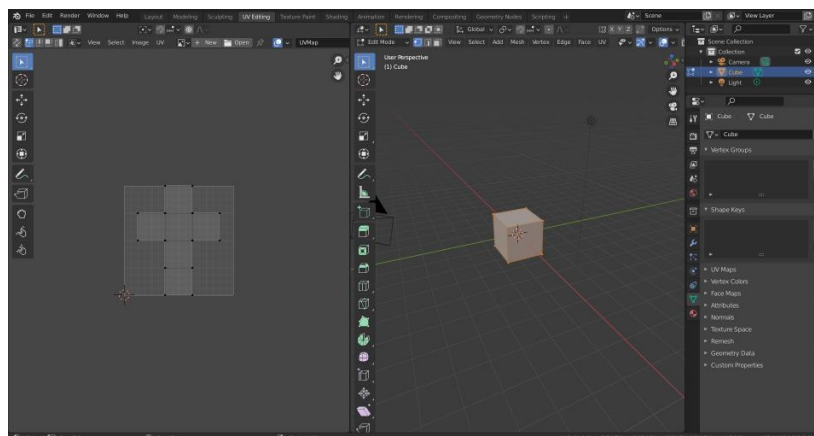 File Edit Render Window Help Layout Modeling Sculpting UV Editing Texture Paint Shading Animation Rendering Compositing Geometry Nodes Scripting + Scene View Layer
Global X Y Z Options
View Select Image UV New Open UVMap
Edit Mode View Select Add Mesh Vertex Edge Face UV
User Perspective
(1) Cube
Scene Collection
Collection
Camera
Cube
Light
Cube Cube
Cube
Vertex Groups
Shape Keys
UV Maps
Vertex Colors
Face Maps
Attributes
Normals
Texture Space
Remesh
Geometry Data
Custom Properties